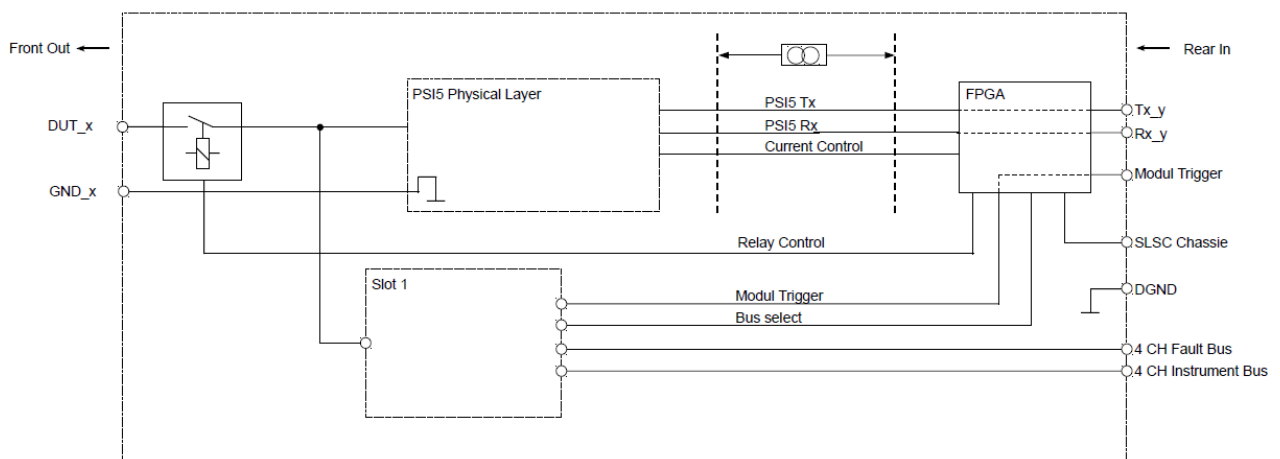 Front Out
Rear In
PSI5 Physical Layer
FPGA
PSI5 Tx
Tx_y
DUT_x
PSI5 Rx
Rx_y
Current Control
Modul Trigger
GND_x
Relay Control
SLSC Chassie
Slot 1
Modul Trigger
DGND
Bus select
4 CH Fault Bus
4 CH Instrument Bus